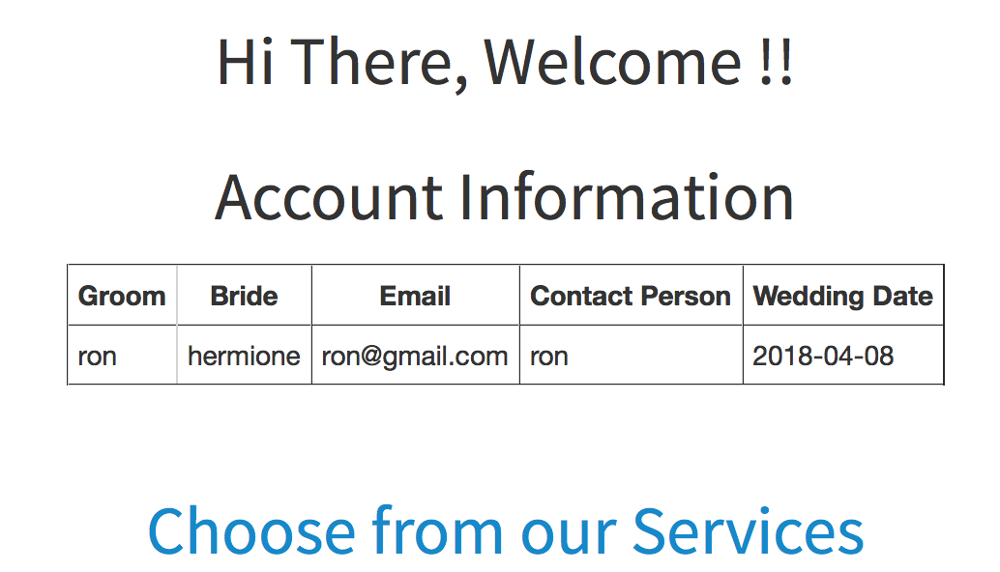 Hi There, Welcome !!
Account Information
Groom Bride Email Contact Person Wedding Date
ron hermione ron@gmail.com ron 2018-04-08
Choose from our Services